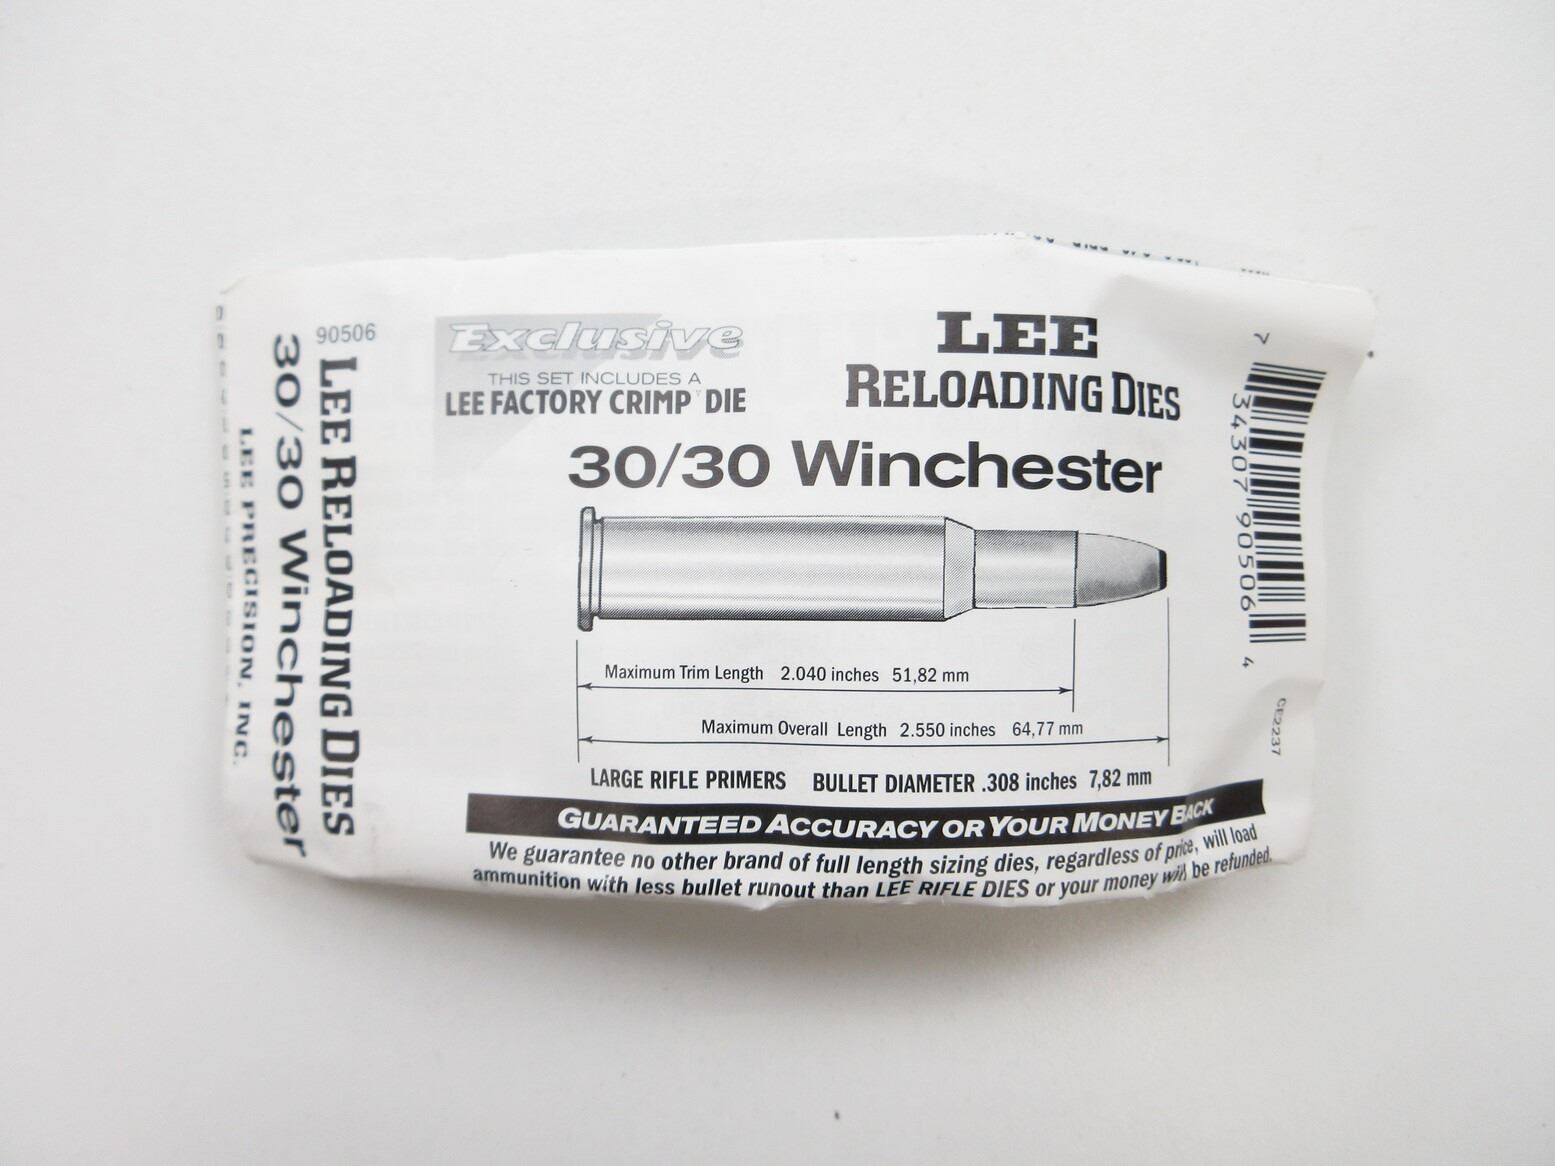 90506
LEE RELOADING DIES
30/30 Winchester
LEE PRECISION, INC.
Exclusive
THIS SET INCLUDES A
LEE FACTORY CRIMP DIE
LEE
RELOADING DIES
30/30 Winchester
Maximum Trim Length 2.040 inches 51,82 mm
Maximum Overall Length 2.550 inches 64,77 mm
LARGE RIFLE PRIMERS BULLET DIAMETER .308 inches 7,82 mm
GUARANTEED ACCURACY OR YOUR MONEY BACK
We guarantee no other brand of full length sizing dies, regardless of price, will load
ammunition with less bullet runout than LEE RIFLE DIES or your money will be refunded.
7 34307 90506 4
CE2237